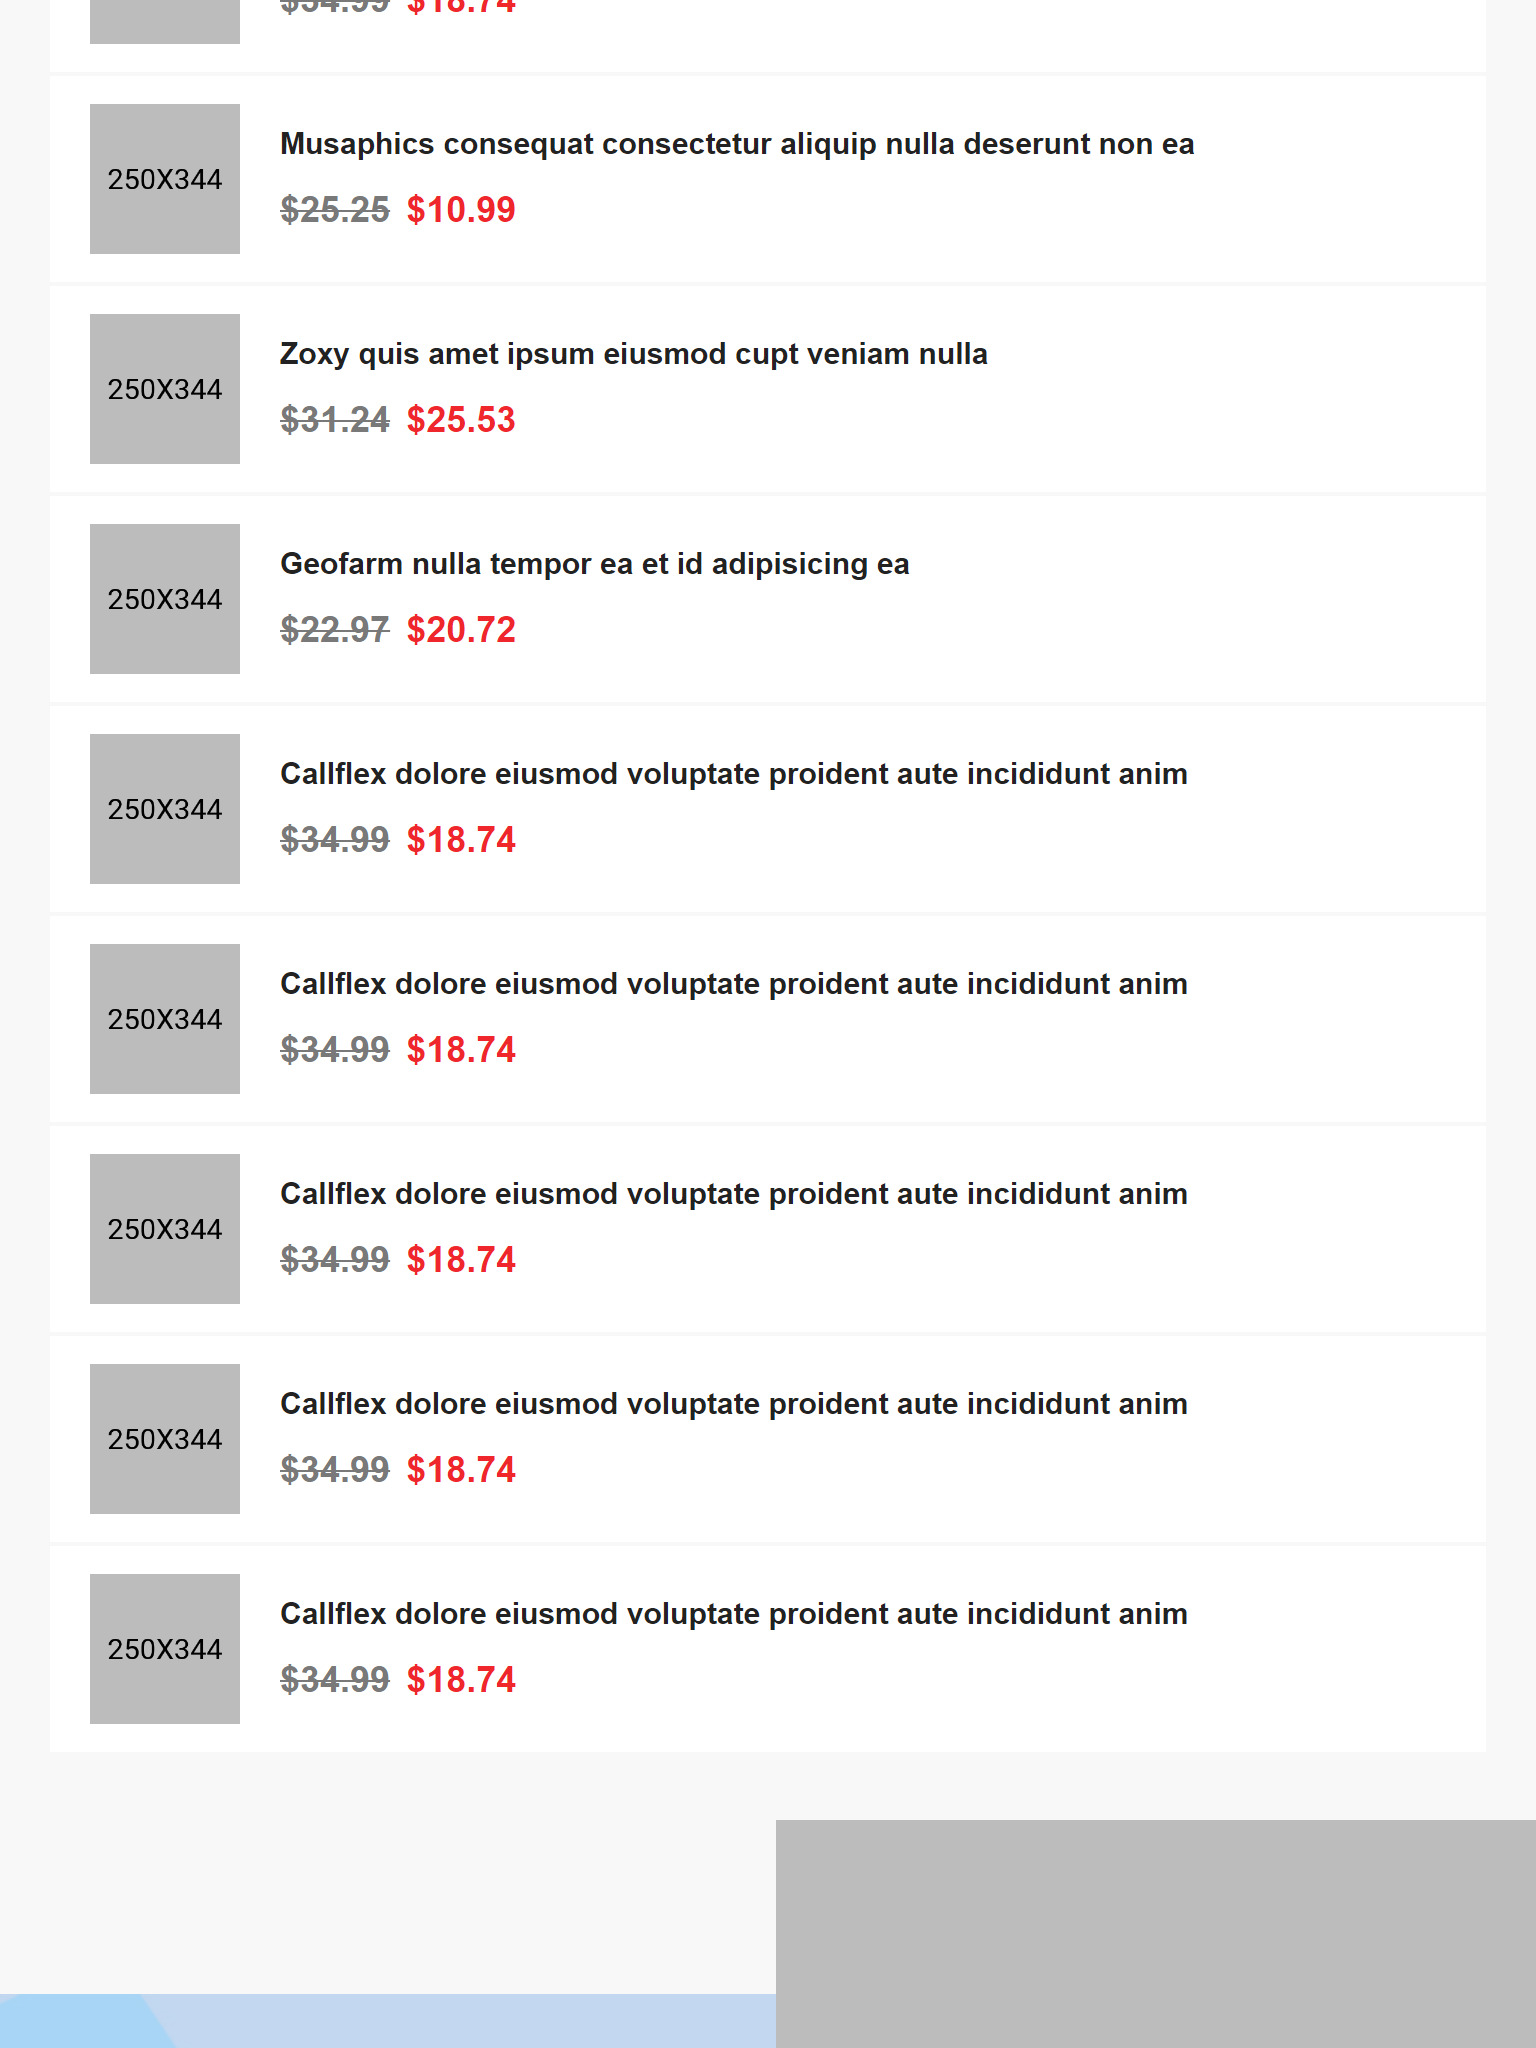 $34.99 $18.74
250X344
Musaphics consequat consectetur aliquip nulla deserunt non ea
$25.25 $10.99
250X344
Zoxy quis amet ipsum eiusmod cupt veniam nulla
$31.24 $25.53
250X344
Geofarm nulla tempor ea et id adipisicing ea
$22.97 $20.72
250X344
Callflex dolore eiusmod voluptate proident aute incididunt anim
$34.99 $18.74
250X344
Callflex dolore eiusmod voluptate proident aute incididunt anim
$34.99 $18.74
250X344
Callflex dolore eiusmod voluptate proident aute incididunt anim
$34.99 $18.74
250X344
Callflex dolore eiusmod voluptate proident aute incididunt anim
$34.99 $18.74
250X344
Callflex dolore eiusmod voluptate proident aute incididunt anim
$34.99 $18.74